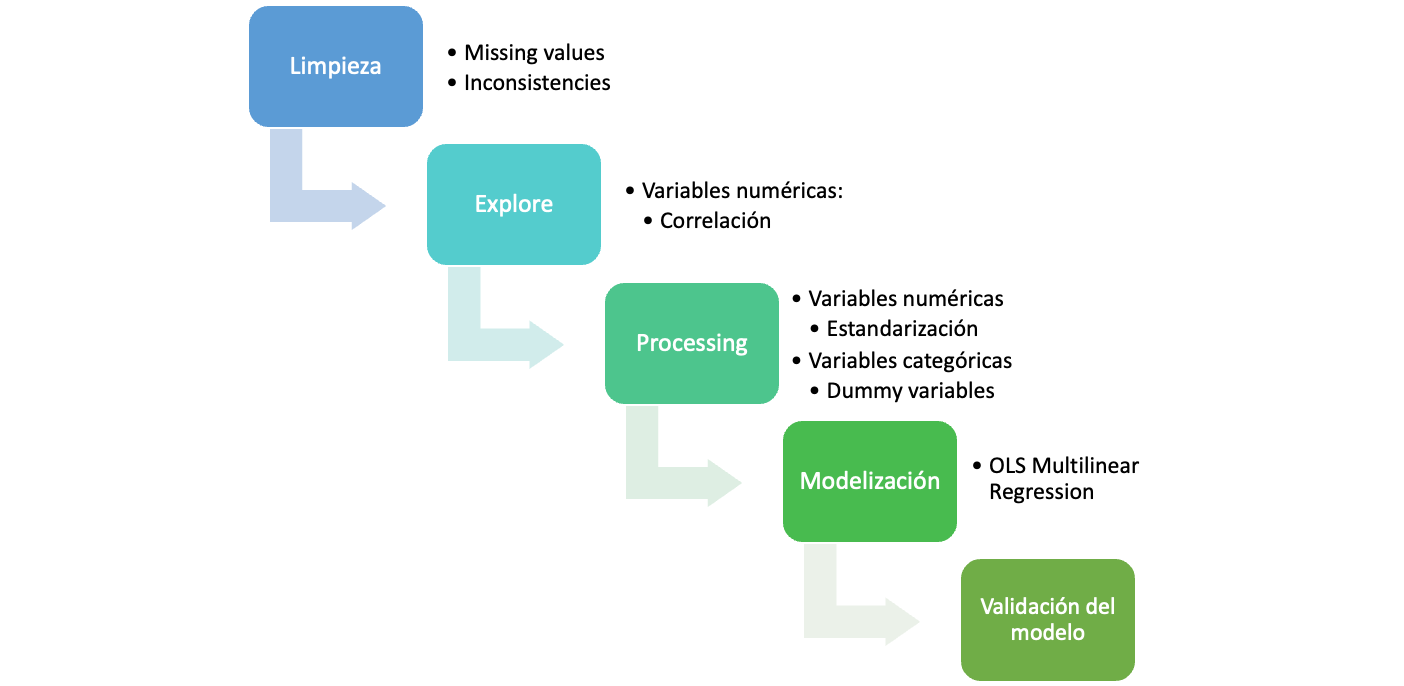 Limpieza
• Missing values
• Inconsistencies
Explore
• Variables numéricas:
• Correlación
Processing
• Variables numéricas
• Estandarización
• Variables categóricas
• Dummy variables
Modelización
• OLS Multilinear
Regression
Validación del
modelo